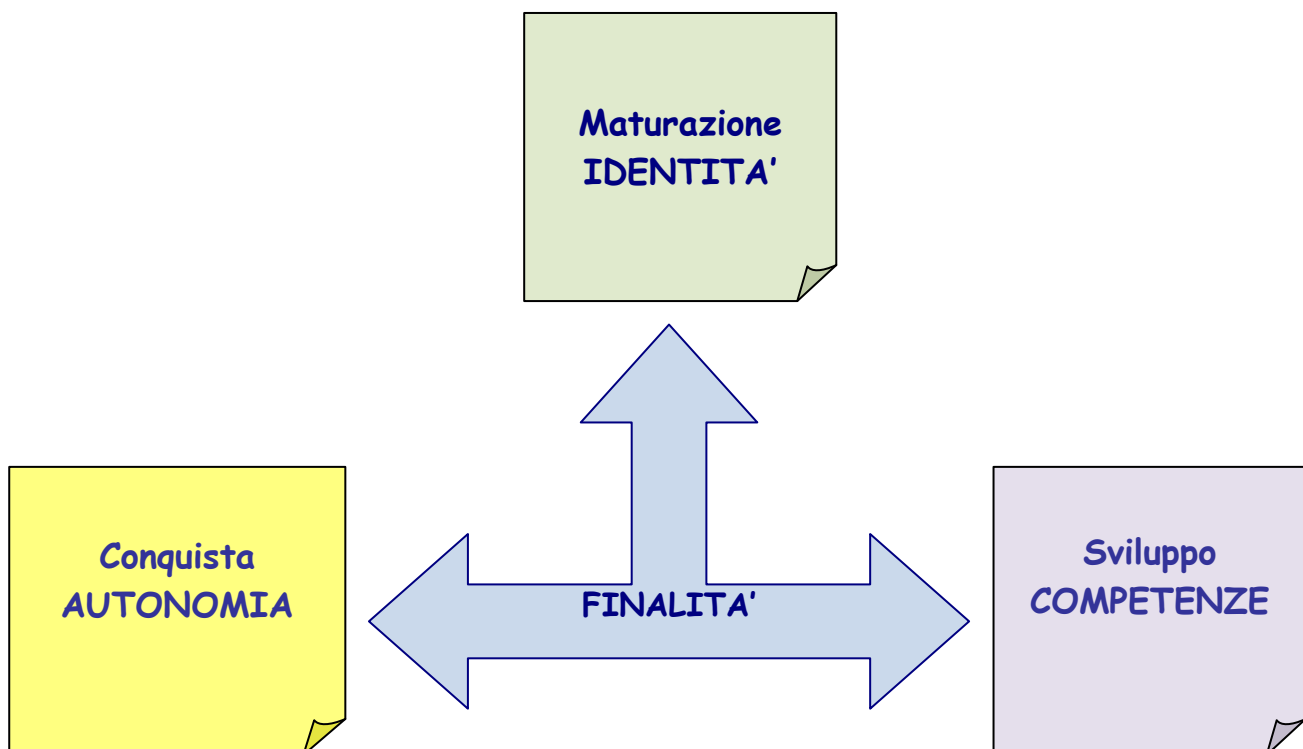 Maturazione
IDENTITA’
Conquista
AUTONOMIA
FINALITA’
Sviluppo
COMPETENZE